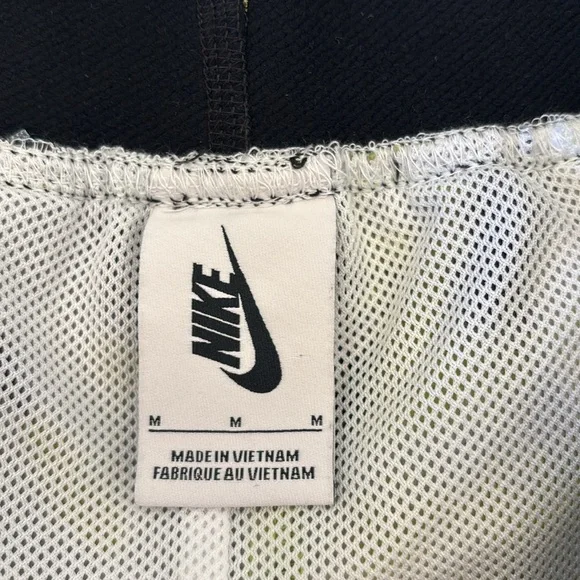 NIKE
M M M
MADE IN VIETNAM
FABRIQUE AU VIETNAM